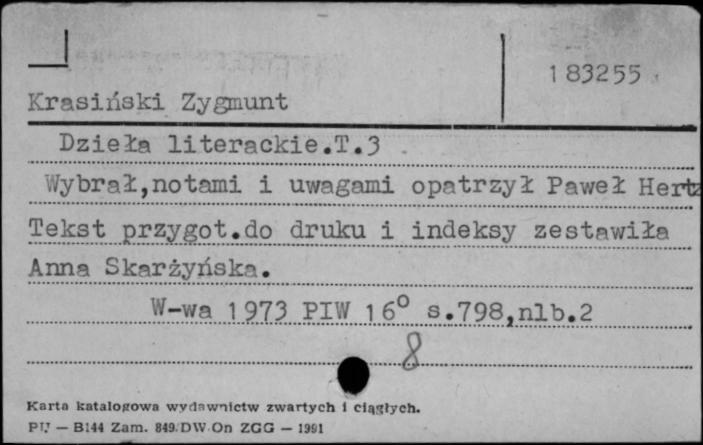 183255
Krasiński Zygmunt
Dzieła literackie.T.3
Wybrał,notami i uwagami opatrzył Paweł Hertz
Tekst przygot.do druku i indeksy zestawiła
Anna Skarżyńska.
W-wa 1973 PIW 16° s.798,nlb.2
8
Karta katalogowa wydawnictw zwartych i ciągłych.
PU — B144 Zam. 849/DW On ZGG — 1991